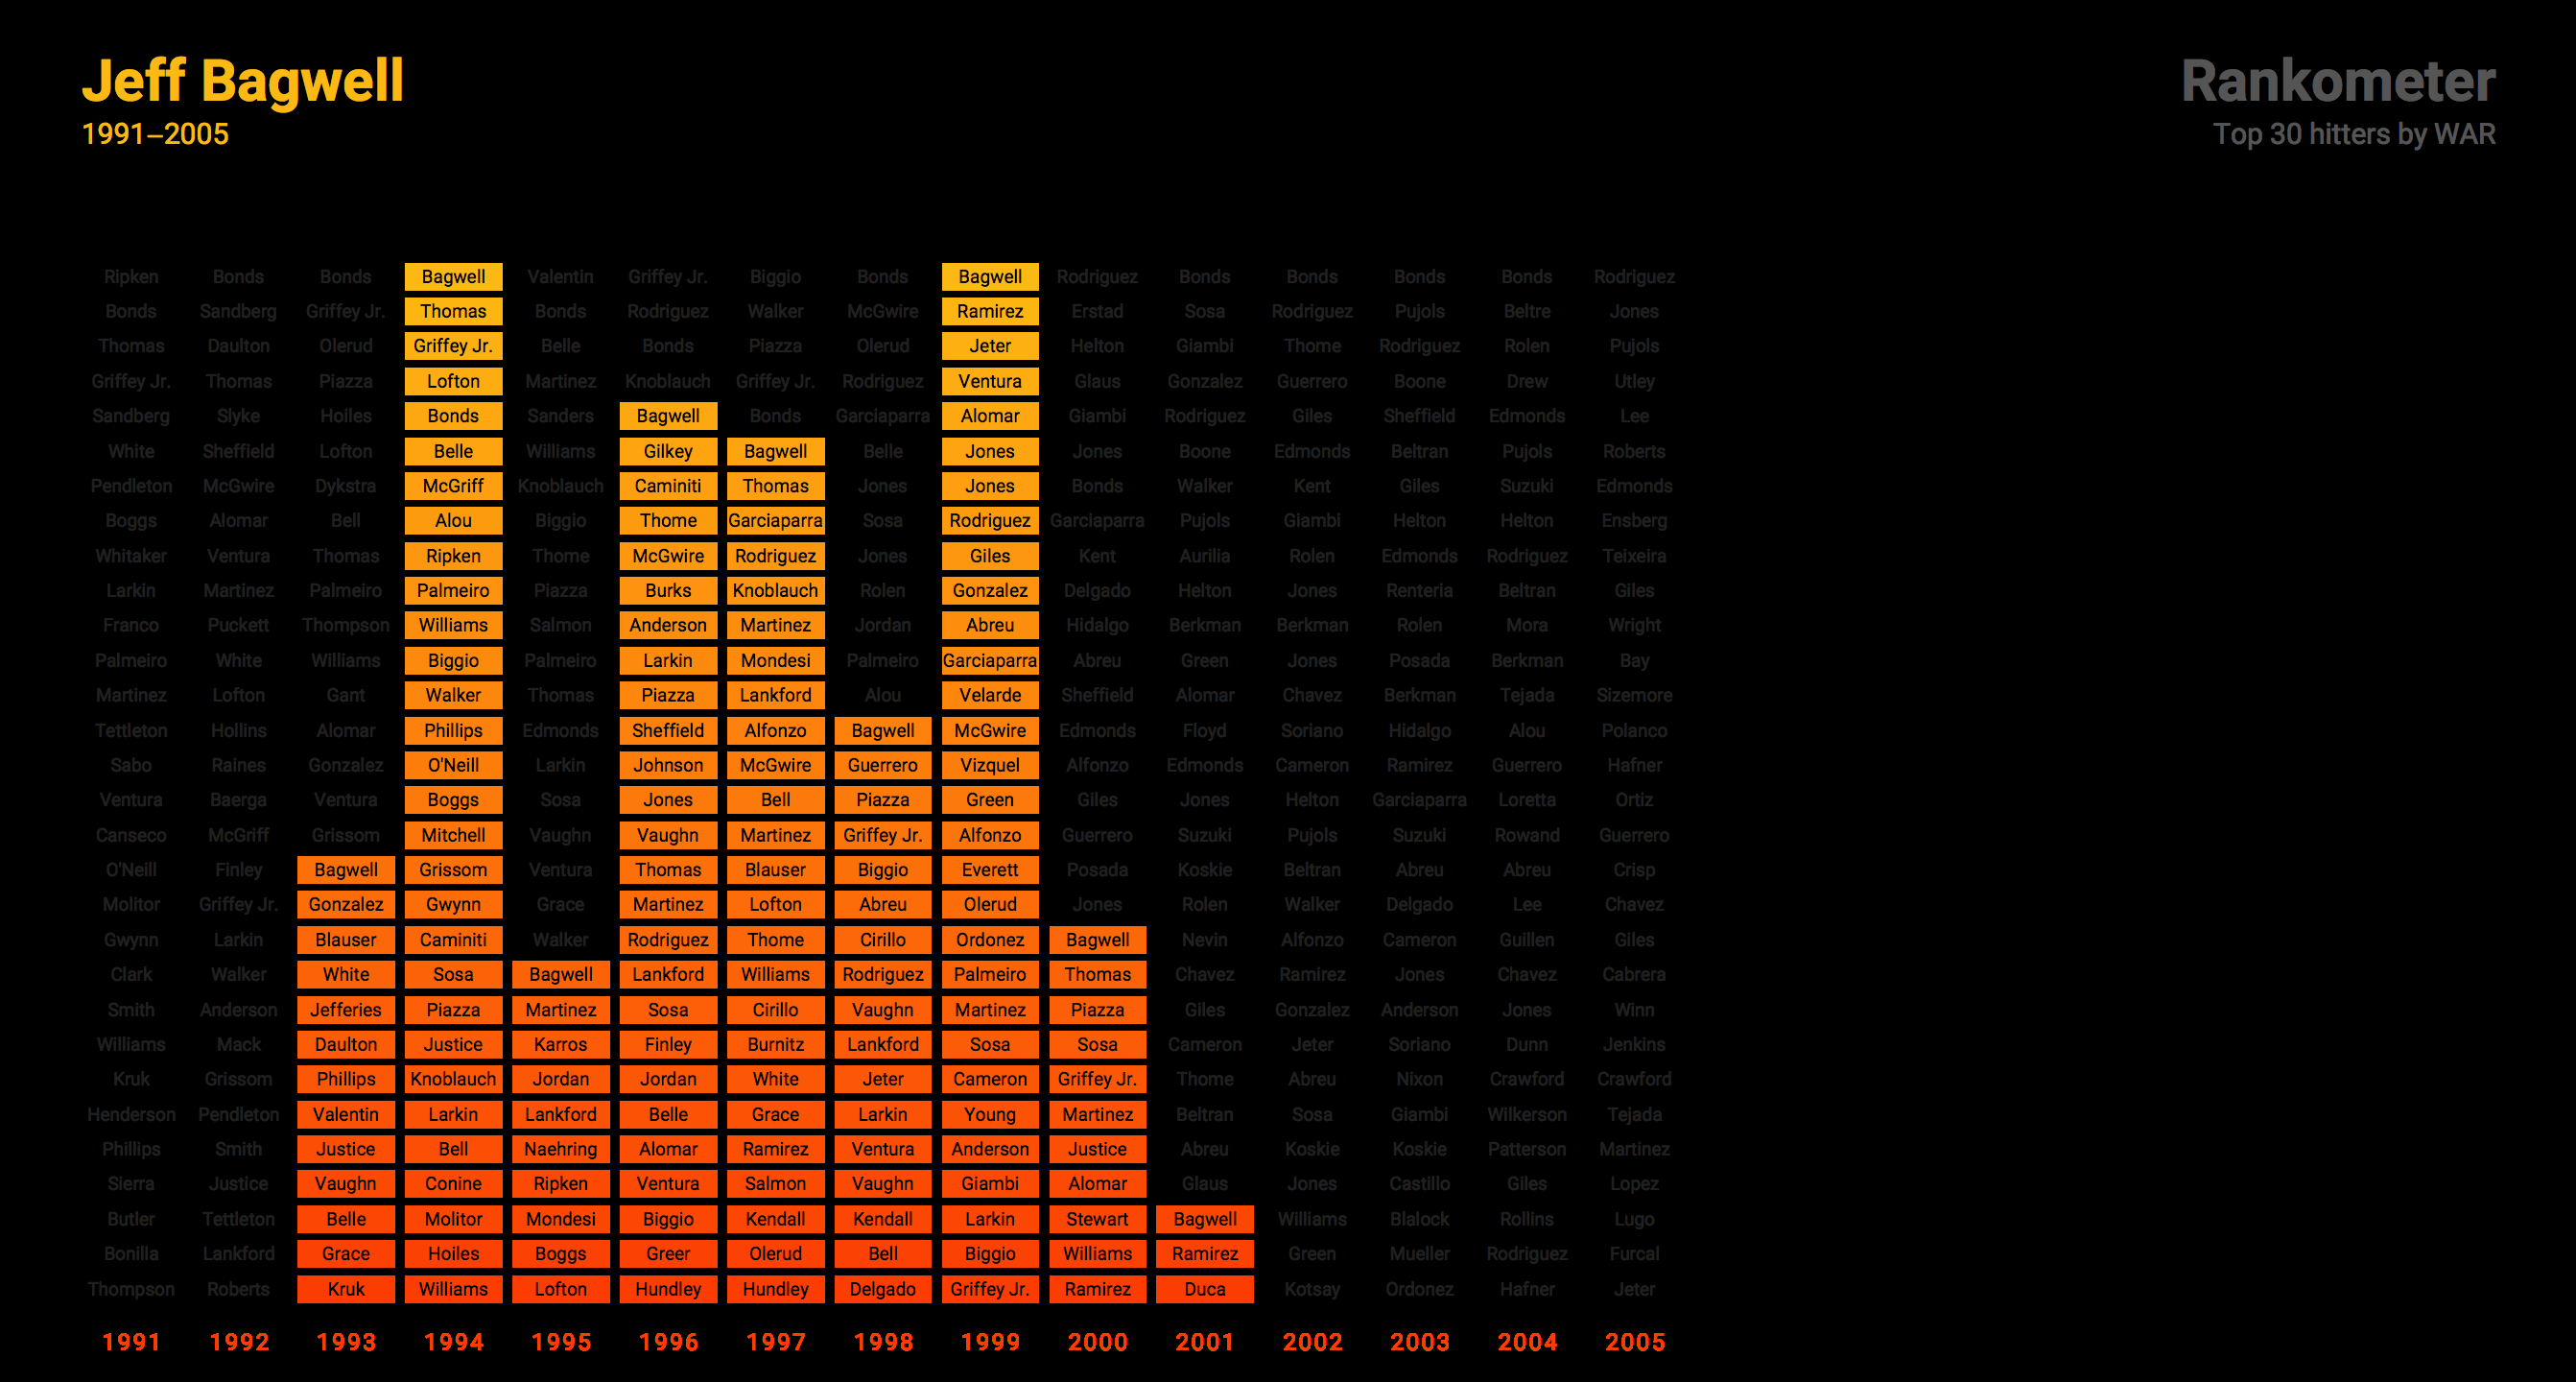 Jeff Bagwell
1991–2005
Rankometer
Top 30 hitters by WAR
Ripken Bonds Bonds Bagwell Valentin Griffey Jr. Biggio Bonds Bagwell Rodriguez Bonds Bonds Bonds Bonds Rodriguez
Bonds Sandberg Griffey Jr. Thomas Bonds Rodriguez Walker McGwire Ramirez Erstad Sosa Rodriguez Pujols Beltre Jones
Thomas Daulton Olerud Griffey Jr. Belle Bonds Piazza Olerud Jeter Helton Giambi Thome Rodriguez Rolen Pujols
Griffey Jr. Thomas Piazza Lofton Martinez Knoblauch Griffey Jr. Rodriguez Ventura Glaus Gonzalez Guerrero Boone Drew Utley
Sandberg Slyke Hoiles Bonds Sanders Bagwell Bonds Garciaparra Alomar Giambi Rodriguez Giles Sheffield Edmonds Lee
White Sheffield Lofton Belle Williams Gilkey Bagwell Belle Jones Jones Boone Edmonds Beltran Pujols Roberts
Pendleton McGwire Dykstra McGriff Knoblauch Caminiti Thomas Jones Jones Bonds Walker Kent Giles Suzuki Edmonds
Boggs Alomar Bell Alou Biggio Thome Garciaparra Sosa Rodriguez Garciaparra Pujols Giambi Helton Helton Ensberg
Whitaker Ventura Thomas Ripken Thome McGwire Rodriguez Jones Giles Kent Aurilia Rolen Edmonds Rodriguez Teixeira
Larkin Martinez Palmeiro Palmeiro Piazza Burks Knoblauch Rolen Gonzalez Delgado Helton Jones Renteria Beltran Giles
Franco Puckett Thompson Williams Salmon Anderson Martinez Jordan Abreu Hidalgo Berkman Berkman Rolen Mora Wright
Palmeiro White Williams Biggio Palmeiro Larkin Mondesi Palmeiro Garciaparra Abreu Green Jones Posada Berkman Bay
Martinez Lofton Gant Walker Thomas Piazza Lankford Alou Velarde Sheffield Alomar Chavez Berkman Tejada Sizemore
Tettleton Hollins Alomar Phillips Edmonds Sheffield Alfonzo Bagwell McGwire Edmonds Floyd Soriano Hidalgo Alou Polanco
Sabo Raines Gonzalez O'Neill Larkin Johnson McGwire Guerrero Vizquel Alfonzo Edmonds Cameron Ramirez Guerrero Hafner
Ventura Baerga Ventura Boggs Sosa Jones Bell Piazza Green Giles Jones Helton Garciaparra Loretta Ortiz
Canseco McGriff Grissom Mitchell Vaughn Vaughn Martinez Griffey Jr. Alfonzo Guerrero Suzuki Pujols Suzuki Rowand Guerrero
O'Neill Finley Bagwell Grissom Ventura Thomas Blauser Biggio Everett Posada Koskie Beltran Abreu Abreu Crisp
Molitor Griffey Jr. Gonzalez Gwynn Grace Martinez Lofton Abreu Olerud Jones Rolen Walker Delgado Lee Chavez
Gwynn Larkin Blauser Caminiti Walker Rodriguez Thome Cirillo Ordonez Bagwell Nevin Alfonzo Cameron Guillen Giles
Clark Walker White Sosa Bagwell Lankford Williams Rodriguez Palmeiro Thomas Chavez Ramirez Jones Chavez Cabrera
Smith Anderson Jefferies Piazza Martinez Sosa Cirillo Vaughn Martinez Piazza Giles Gonzalez Anderson Jones Winn
Williams Mack Daulton Justice Karros Finley Burnitz Lankford Sosa Sosa Cameron Jeter Soriano Dunn Jenkins
Kruk Grissom Phillips Knoblauch Jordan Jordan White Jeter Cameron Griffey Jr. Thome Abreu Nixon Crawford Crawford
Henderson Pendleton Valentin Larkin Lankford Belle Grace Larkin Young Martinez Beltran Sosa Giambi Wilkerson Tejada
Phillips Smith Justice Bell Naehring Alomar Ramirez Ventura Anderson Justice Abreu Koskie Koskie Patterson Martinez
Sierra Justice Vaughn Conine Ripken Ventura Salmon Vaughn Giambi Alomar Glaus Jones Castillo Giles Lopez
Butler Tettleton Belle Molitor Mondesi Biggio Kendall Kendall Larkin Stewart Bagwell Williams Blalock Rollins Lugo
Bonilla Lankford Grace Hoiles Boggs Greer Olerud Bell Biggio Williams Ramirez Green Mueller Rodriguez Furcal
Thompson Roberts Kruk Williams Lofton Hundley Hundley Delgado Griffey Jr. Ramirez Duca Kotsay Ordonez Hafner Jeter
1991 1992 1993 1994 1995 1996 1997 1998 1999 2000 2001 2002 2003 2004 2005